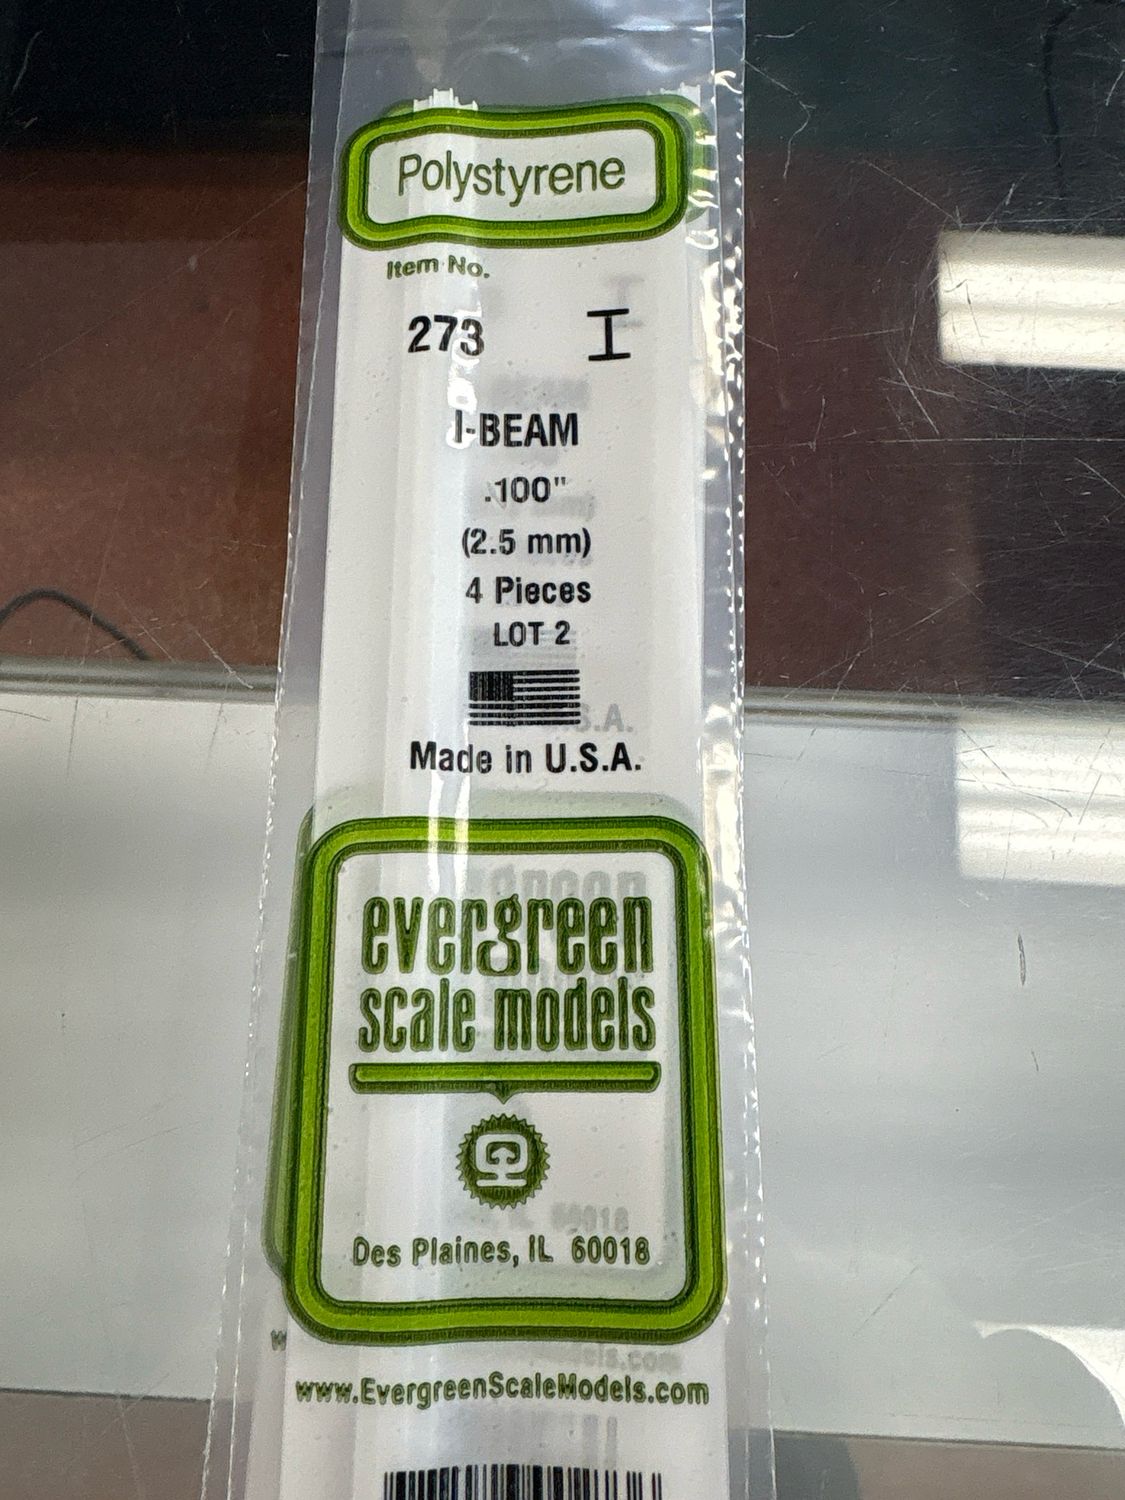 Polystyrene
Item No.
273
I-BEAM
.100"
(2.5 mm)
4 Pieces
LOT 2
Made in U.S.A.
evergreen
scale models
Des Plaines, IL 60018
www.EvergreenScaleModels.com